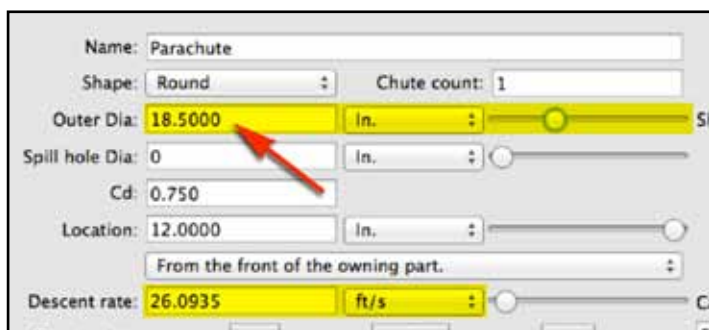 Name: Parachute
Shape: Round Chute count: 1
Outer Dia: 18.5000 In.
Spill hole Dia: 0 In.
Cd: 0.750
Location: 12.0000 In.
From the front of the owning part.
Descent rate: 26.0935 ft/s